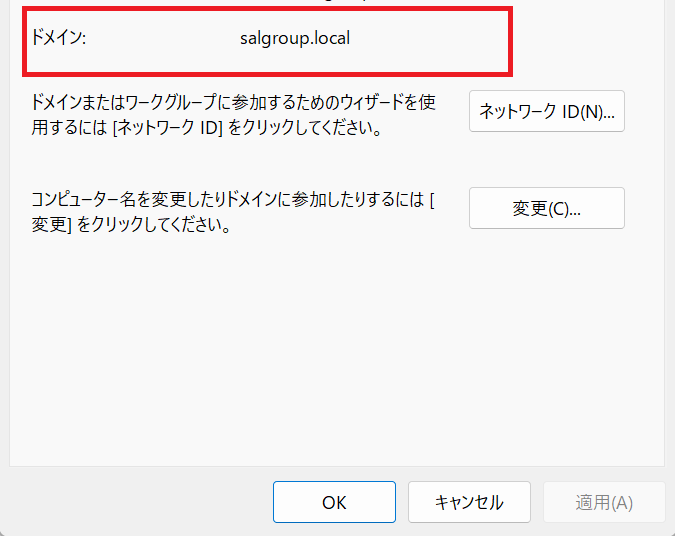 ドメイン: salgroup.local
ドメインまたはワークグループに参加するためのウィザードを使
用するには [ネットワーク ID] をクリックしてください。
ネットワーク ID(N)...
コンピューター名を変更したりドメインに参加したりするには [
変更] をクリックしてください。
変更(C)...
OK
キャンセル
適用(A)